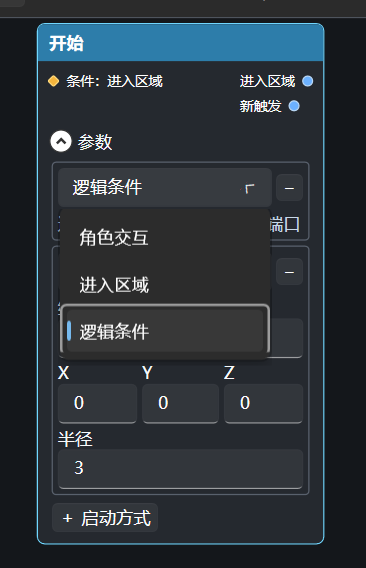 开始
条件：进入区域
进入区域
新触发
参数
逻辑条件
端口
角色交互
进入区域
逻辑条件
X Y Z
0 0 0
半径
3
+ 启动方式